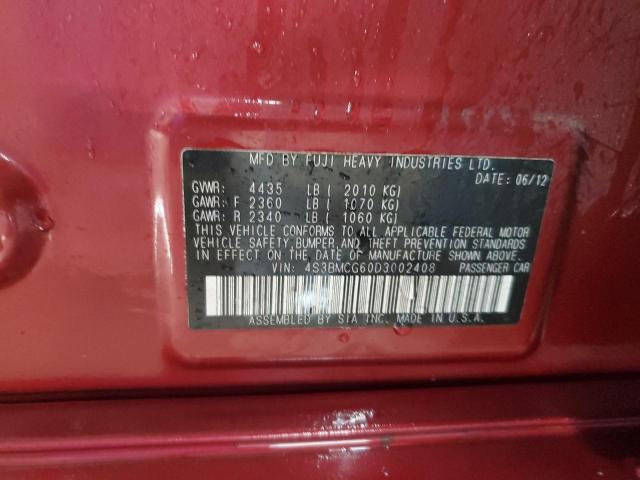 MFD BY FUJI HEAVY INDUSTRIES LTD.
DATE: 06/12
GVWR: 4435 LB ( 2010 KG)
GAWR: F 2360 LB ( 1070 KG)
GAWR: R 2340 LB ( 1060 KG)
THIS VEHICLE CONFORMS TO ALL APPLICABLE FEDERAL MOTOR
VEHICLE SAFETY, BUMPER, AND THEFT PREVENTION STANDARDS
IN EFFECT ON THE DATE OF MANUFACTURE SHOWN ABOVE.
VIN: 4S3BMCG60D3002408 PASSENGER CAR
ASSEMBLED BY SIA INC. MADE IN U.S.A.